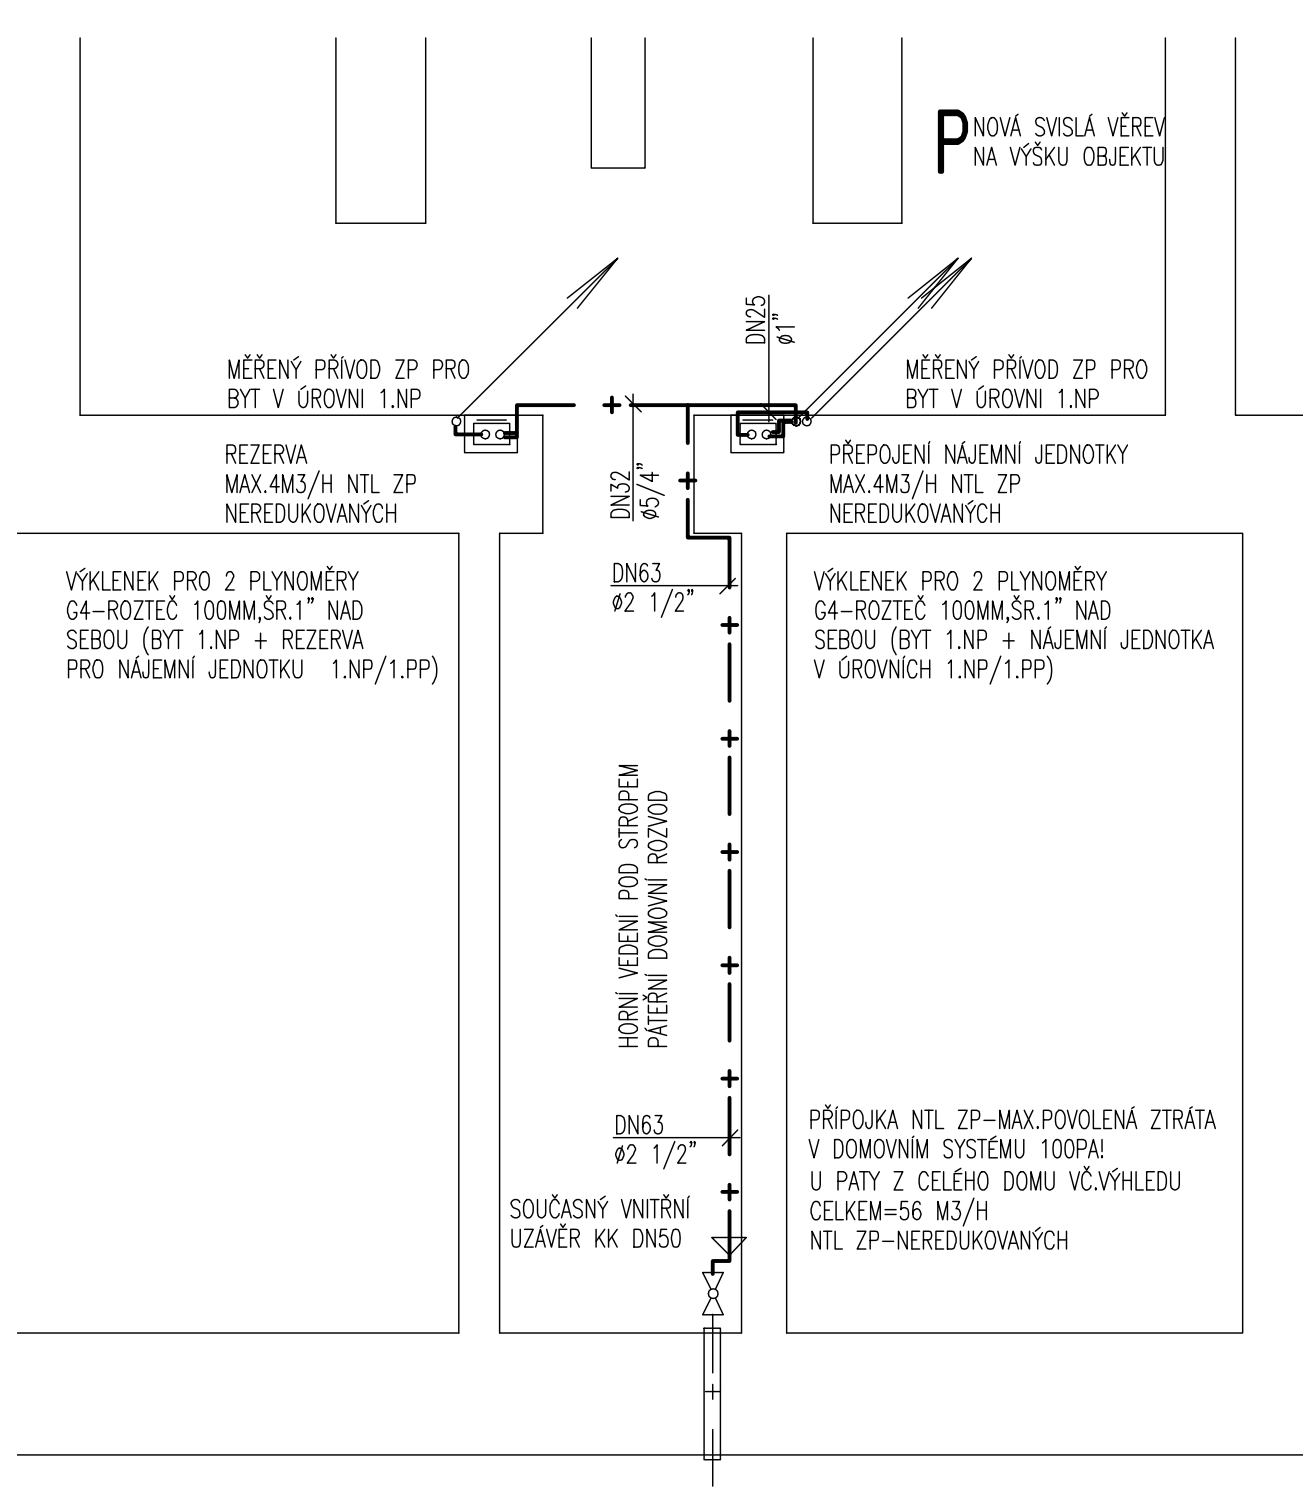 P
NOVÁ SVISLÁ VĚREV
NA VÝŠKU OBJEKTU
DN25
ø1"
MĚŘENÝ PŘÍVOD ZP PRO
BYT V ÚROVNI 1.NP
MĚŘENÝ PŘÍVOD ZP PRO
BYT V ÚROVNI 1.NP
REZERVA
MAX.4M3/H NTL ZP
NEREDUKOVANÝCH
DN32
ø5/4"
PŘEPOJENÍ NÁJEMNÍ JEDNOTKY
MAX.4M3/H NTL ZP
NEREDUKOVANÝCH
VÝKLENEK PRO 2 PLYNOMĚRY
G4-ROZTEČ 100MM,ŠR.1" NAD
SEBOU (BYT 1.NP + REZERVA
PRO NÁJEMNÍ JEDNOTKU 1.NP/1.PP)
DN63
ø2 1/2"
VÝKLENEK PRO 2 PLYNOMĚRY
G4-ROZTEČ 100MM,ŠR.1" NAD
SEBOU (BYT 1.NP + NÁJEMNÍ JEDNOTKA
V ÚROVNÍCH 1.NP/1.PP)
HORNÍ VEDENÍ POD STROPEM
PÁTEŘNÍ DOMOVNÍ ROZVOD
DN63
ø2 1/2"
PŘÍPOJKA NTL ZP-MAX.POVOLENÁ ZTRÁTA
V DOMOVNÍM SYSTÉMU 100PA!
U PATY Z CELÉHO DOMU VČ.VÝHLEDU
CELKEM=56 M3/H
NTL ZP-NEREDUKOVANÝCH
SOUČASNÝ VNITŘNÍ
UZÁVĚR KK DN50